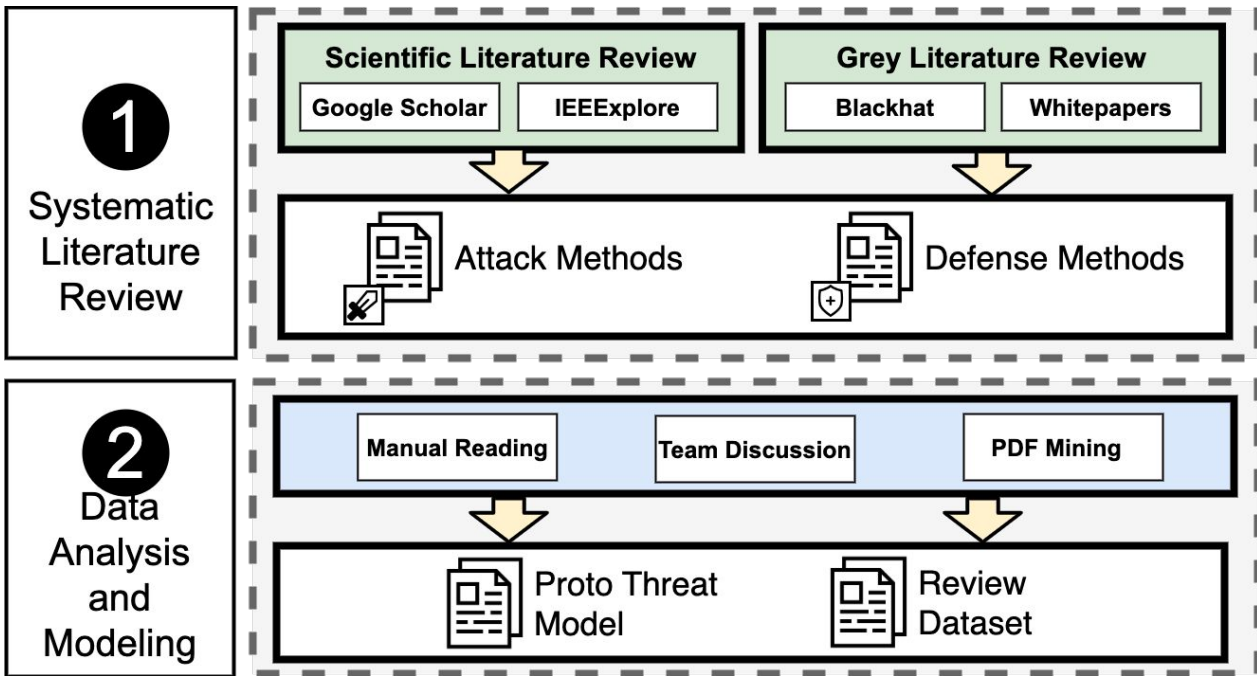 1
Systematic
Literature
Review
Scientific Literature Review
Google Scholar
IEEExplore
Grey Literature Review
Blackhat
Whitepapers
Attack Methods
Defense Methods
2
Data
Analysis
and
Modeling
Manual Reading
Team Discussion
PDF Mining
Proto Threat
Model
Review
Dataset